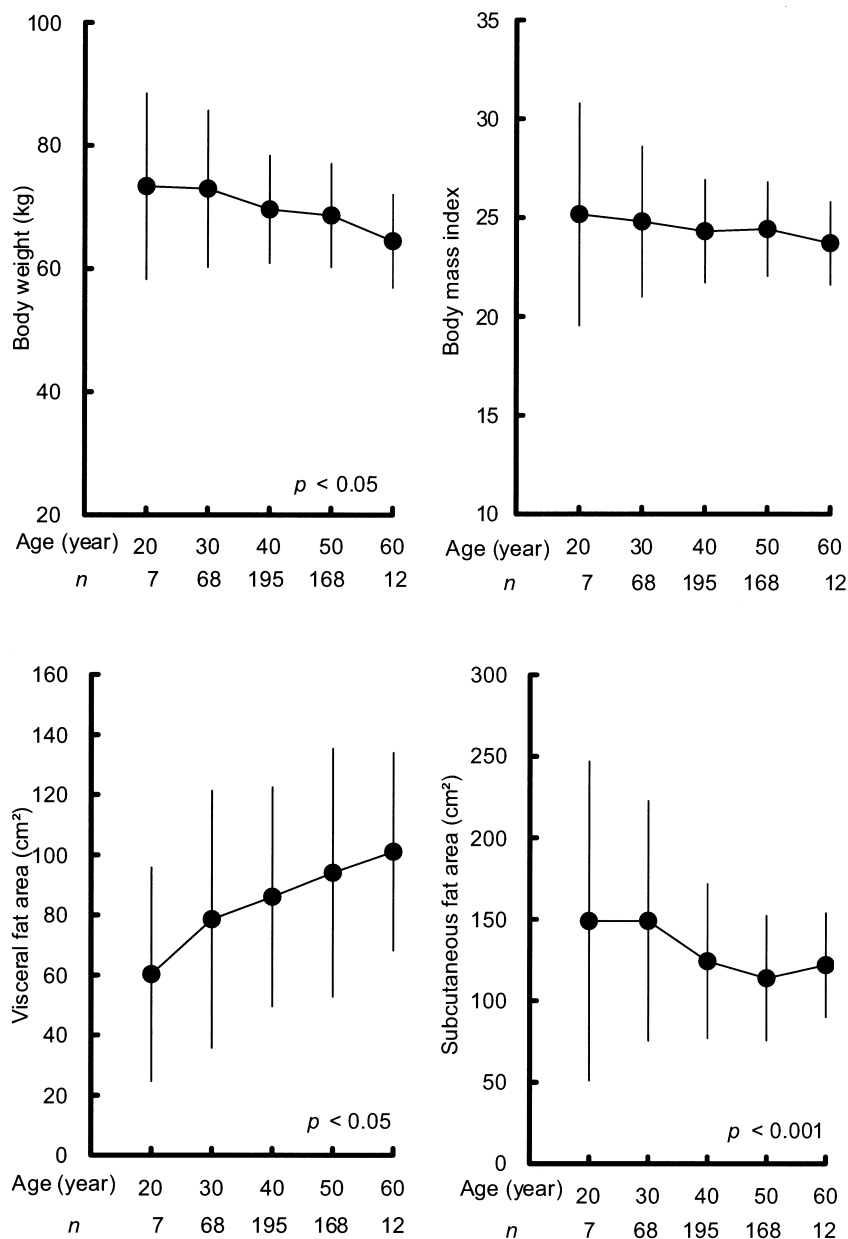 100
80
60
40
20
Body weight (kg)
p < 0.05
Age (year) 20 30 40 50 60
n 7 68 195 168 12
35
30
25
20
15
10
Body mass index
Age (year) 20 30 40 50 60
n 7 68 195 168 12
160
140
120
100
80
60
40
20
0
Visceral fat area (cm²)
p < 0.05
Age (year) 20 30 40 50 60
n 7 68 195 168 12
300
250
200
150
100
50
0
Subcutaneous fat area (cm²)
p < 0.001
Age (year) 20 30 40 50 60
n 7 68 195 168 12